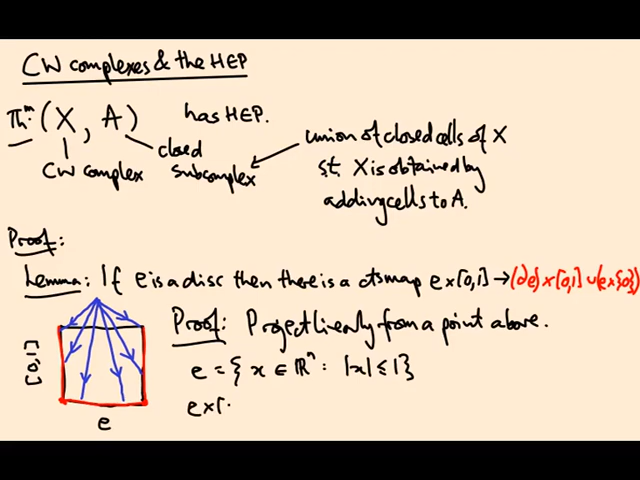 CW complexes & the HEP
Thm: (X, A) has HEP.
CW complex
closed subcomplex
union of closed cells of X
st. X is obtained by
adding cells to A.
Proof:
Lemma: If e is a disc then there is a cts map e×[0,1] → (∂e)×[0,1] ∪ (e×{0})
Proof: Project linearly from a point above.
[0,1]
e = { x ∈ ℝⁿ : |x| ≤ 1 }
e×[
e